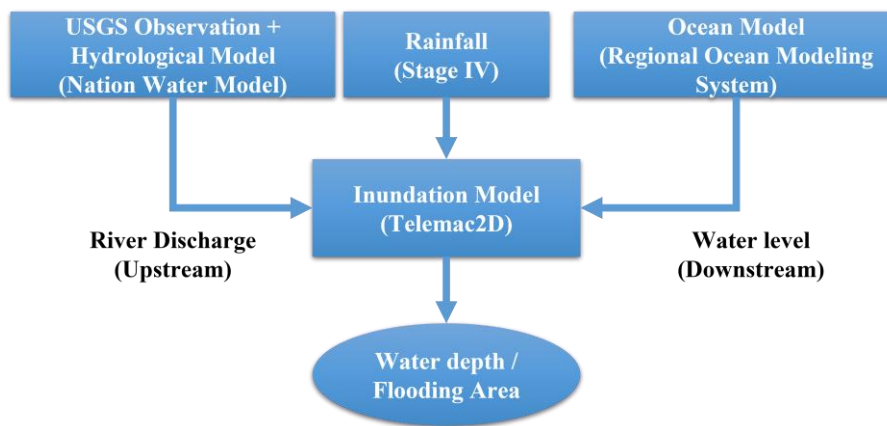 USGS Observation +
Hydrological Model
(Nation Water Model)
Rainfall
(Stage IV)
Ocean Model
(Regional Ocean Modeling
System)
Inundation Model
(Telemac2D)
River Discharge
(Upstream)
Water level
(Downstream)
Water depth /
Flooding Area